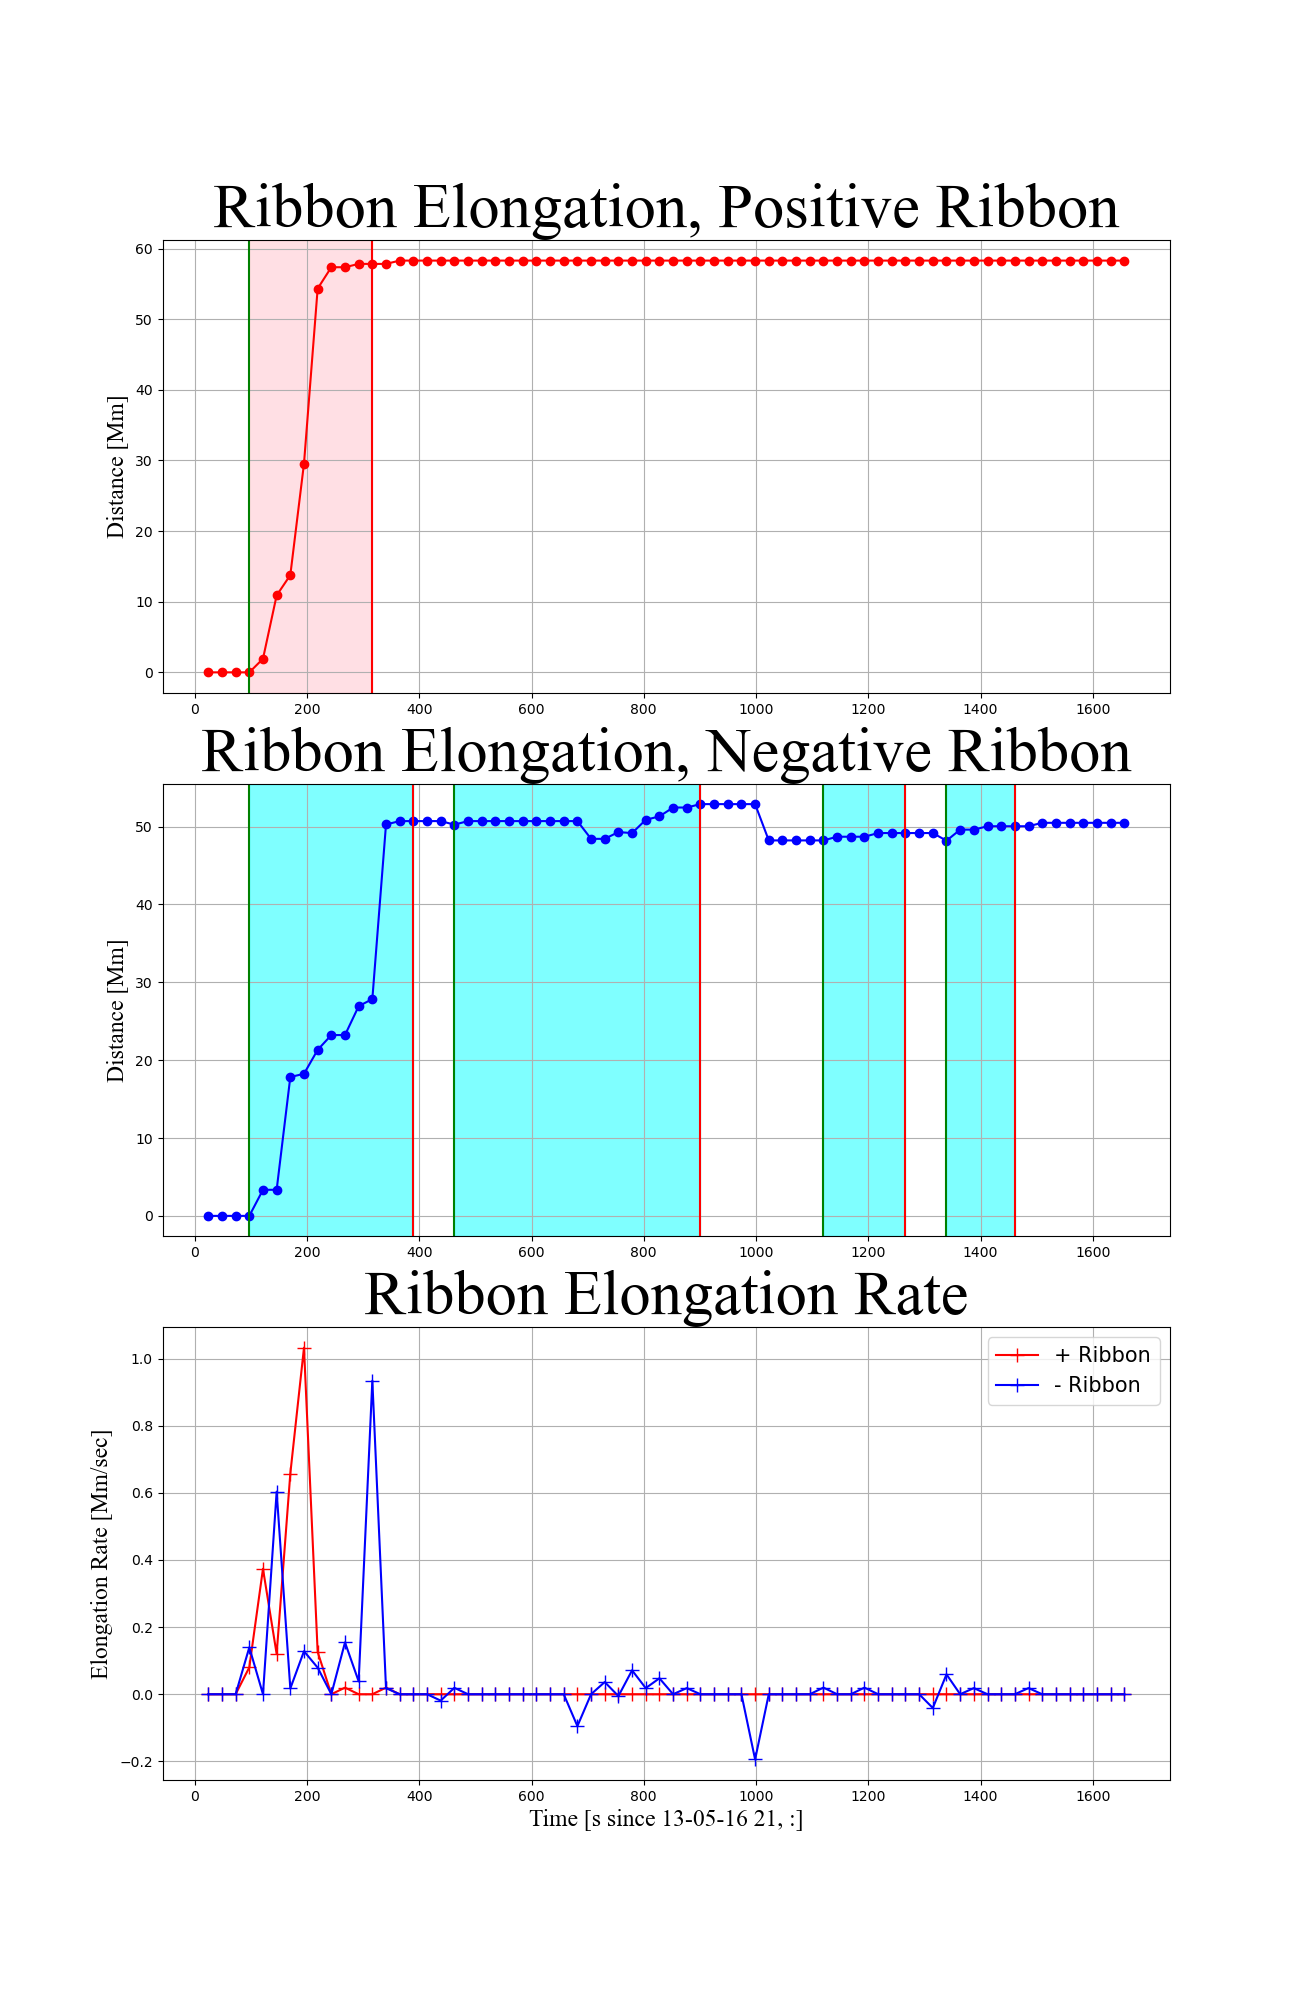 Ribbon Elongation, Positive Ribbon
60
50
40
30
20
10
0
Distance [Mm]
0 200 400 600 800 1000 1200 1400 1600
Ribbon Elongation, Negative Ribbon
50
40
30
20
10
0
Distance [Mm]
0 200 400 600 800 1000 1200 1400 1600
Ribbon Elongation Rate
+ Ribbon
- Ribbon
1.0
0.8
0.6
0.4
0.2
0.0
−0.2
Elongation Rate [Mm/sec]
0 200 400 600 800 1000 1200 1400 1600
Time [s since 13-05-16 21, :]